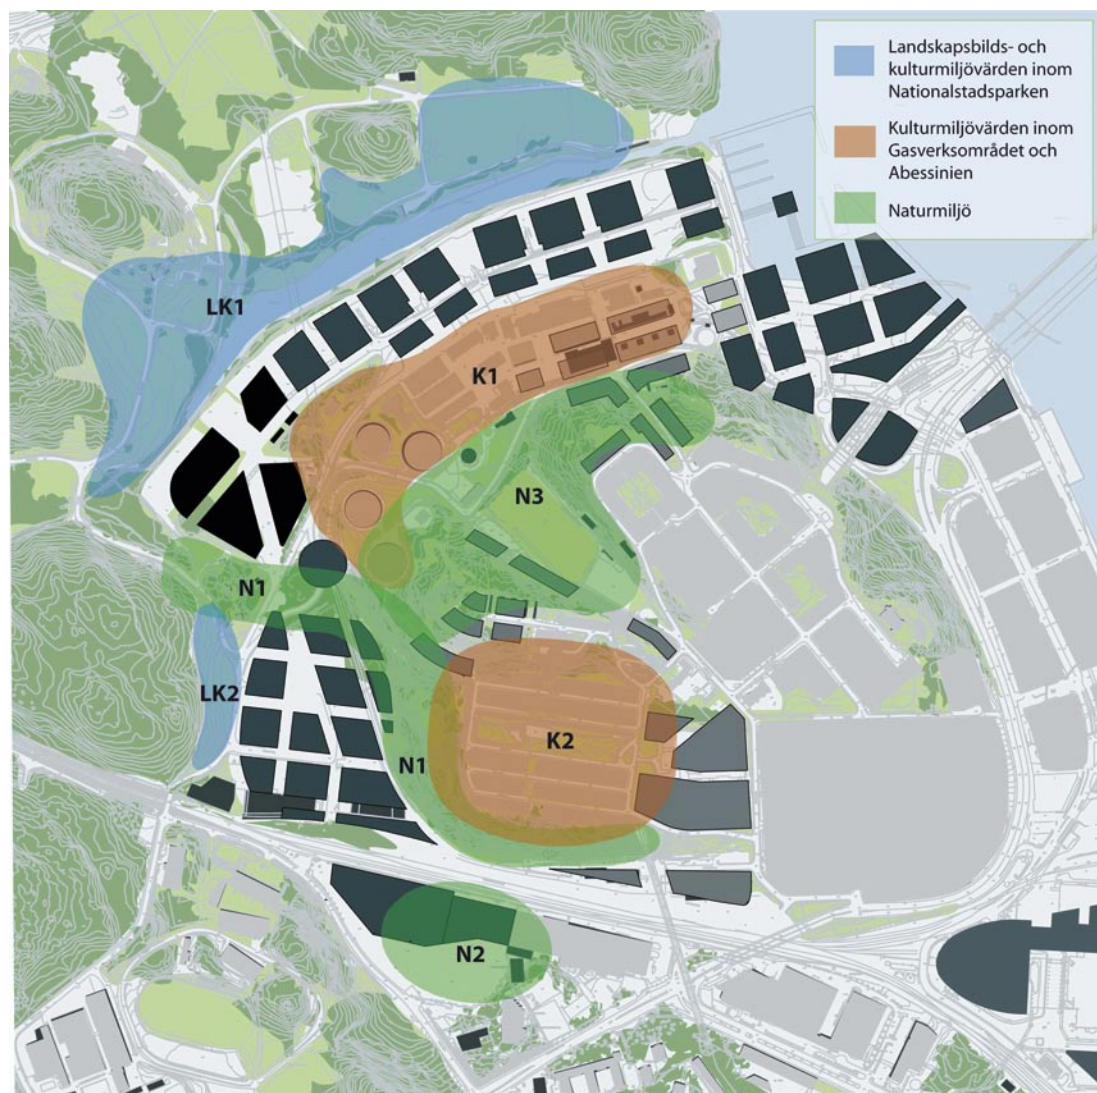 Landskapsbilds- och
kulturmiljövärden inom
Nationalstadsparken
Kulturmiljövärden inom
Gasverksområdet och
Abessinien
Naturmiljö
LK1
K1
N3
N1
LK2
K2
N1
N2